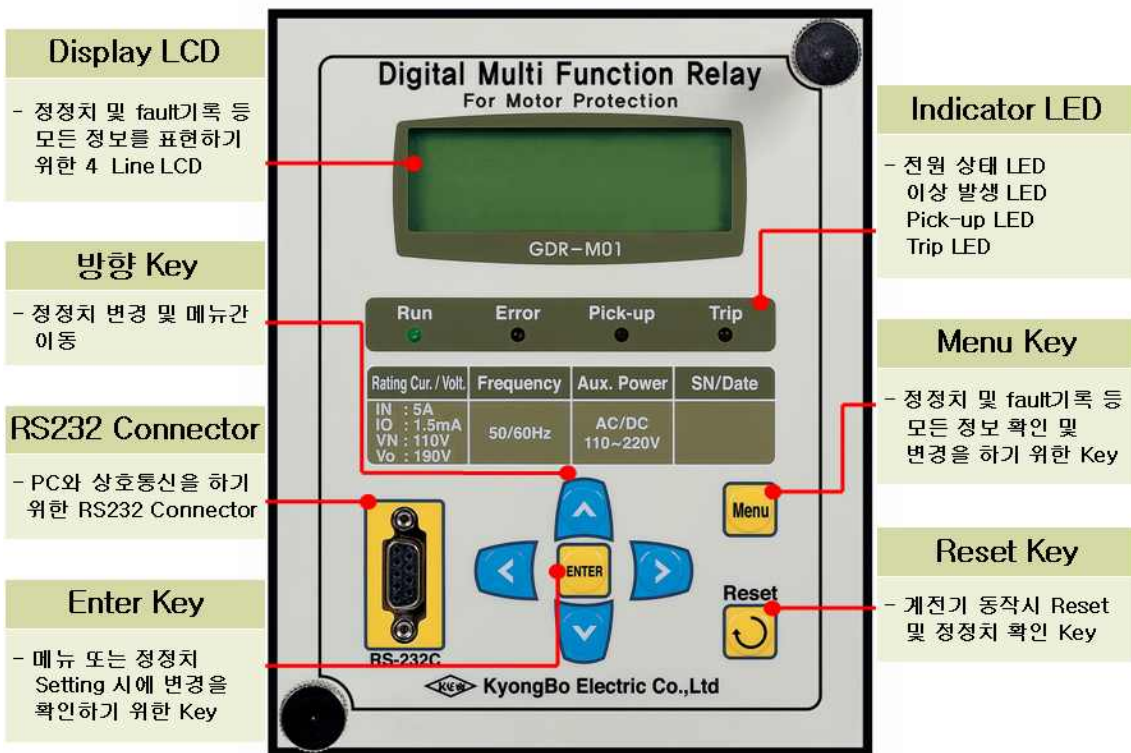 Display LCD
- 정정치 및 fault기록 등
모든 정보를 표현하기
위한 4 Line LCD
방향 Key
- 정정치 변경 및 메뉴간
이동
RS232 Connector
- PC와 상호통신을 하기
위한 RS232 Connector
Enter Key
- 메뉴 또는 정정치
Setting 시에 변경을
확인하기 위한 Key
Digital Multi Function Relay
For Motor Protection
GDR-M01
Run Error Pick-up Trip
Rating Cur. / Volt. Frequency Aux. Power SN/Date
IN : 5A
IO : 1.5mA
VN : 110V
Vo : 190V
50/60Hz
AC/DC
110~220V
Menu
ENTER
Reset
RS-232C
KEW KyongBo Electric Co.,Ltd
Indicator LED
- 전원 상태 LED
이상 발생 LED
Pick-up LED
Trip LED
Menu Key
- 정정치 및 fault기록 등
모든 정보 확인 및
변경을 하기 위한 Key
Reset Key
- 계전기 동작시 Reset
및 정정치 확인 Key